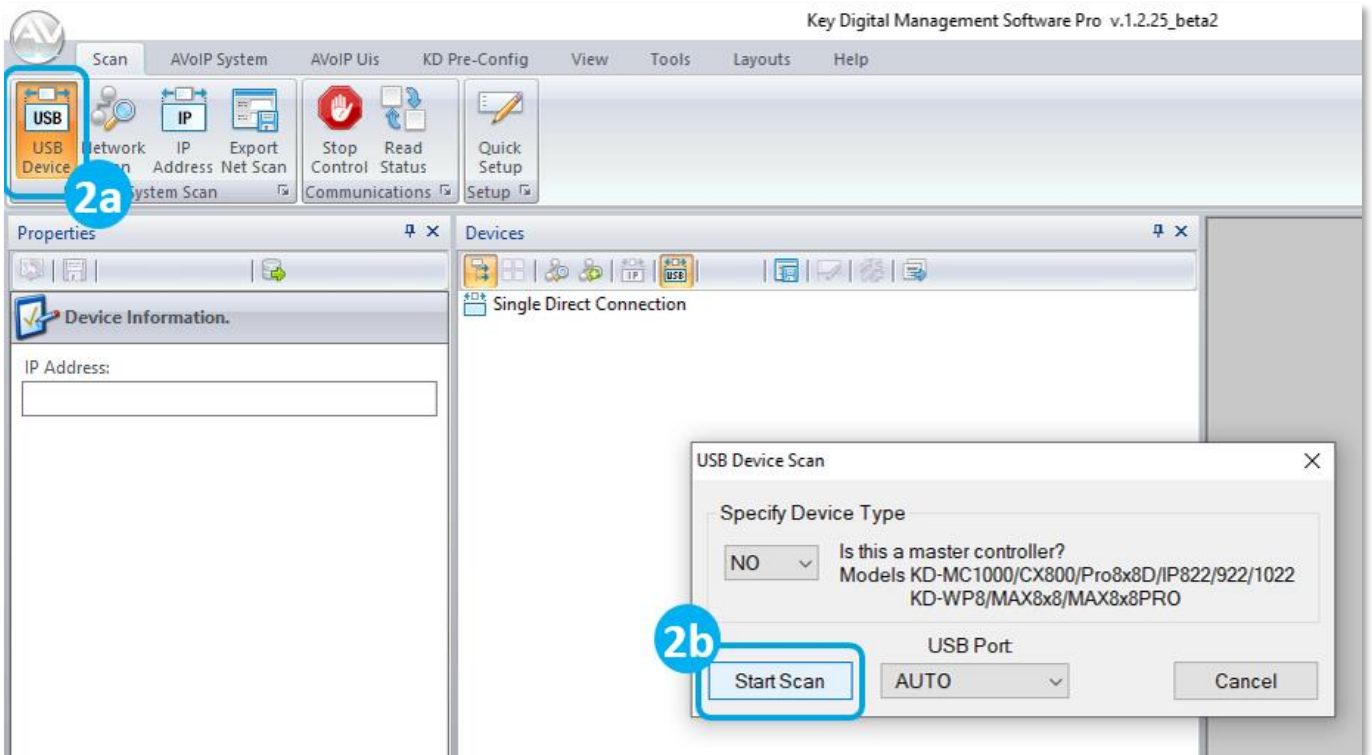 Key Digital Management Software Pro v.1.2.25_beta2
AV
Scan AVoIP System AVoIP Uis KD Pre-Config View Tools Layouts Help
USB IP
USB Network IP Export Stop Read Quick
Device Address Net Scan Control Status Setup
2a
System Scan Communications Setup
Properties Devices
IP USB
Single Direct Connection
Device Information.
IP Address:
USB Device Scan
Specify Device Type
NO Is this a master controller?
Models KD-MC1000/CX800/Pro8x8D/IP822/922/1022
KD-WP8/MAX8x8/MAX8x8PRO
2b
USB Port
Start Scan AUTO Cancel